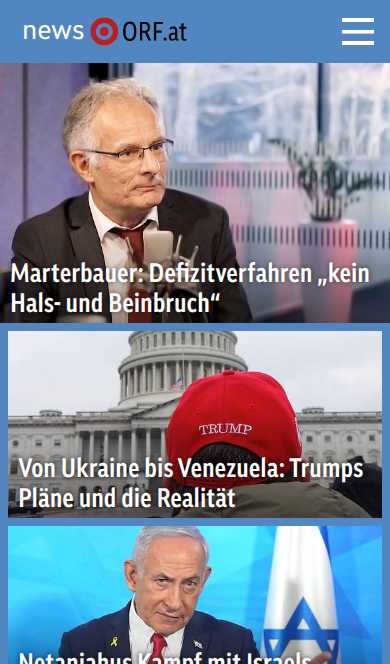 news ORF.at
Marterbauer: Defizitverfahren „kein
Hals- und Beinbruch“
TRUMP
Von Ukraine bis Venezuela: Trumps
Pläne und die Realität
Netanjahus Kampf mit Israels